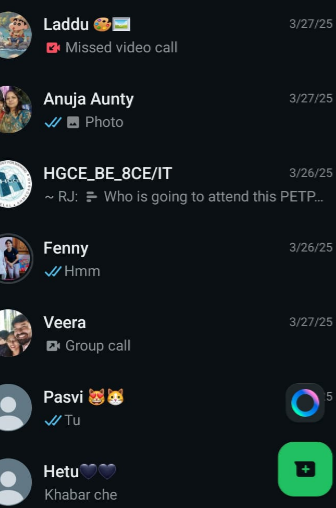 Laddu 🎨🖼️ 3/27/25
Missed video call
Anuja Aunty 3/27/25
Photo
HGCE_BE_8CE/IT 3/26/25
~ RJ: Who is going to attend this PETP...
Fenny 3/26/25
Hmm
Veera 3/27/25
Group call
Pasvi 😻🐱 5
Tu
Hetu🖤🖤
Khabar che